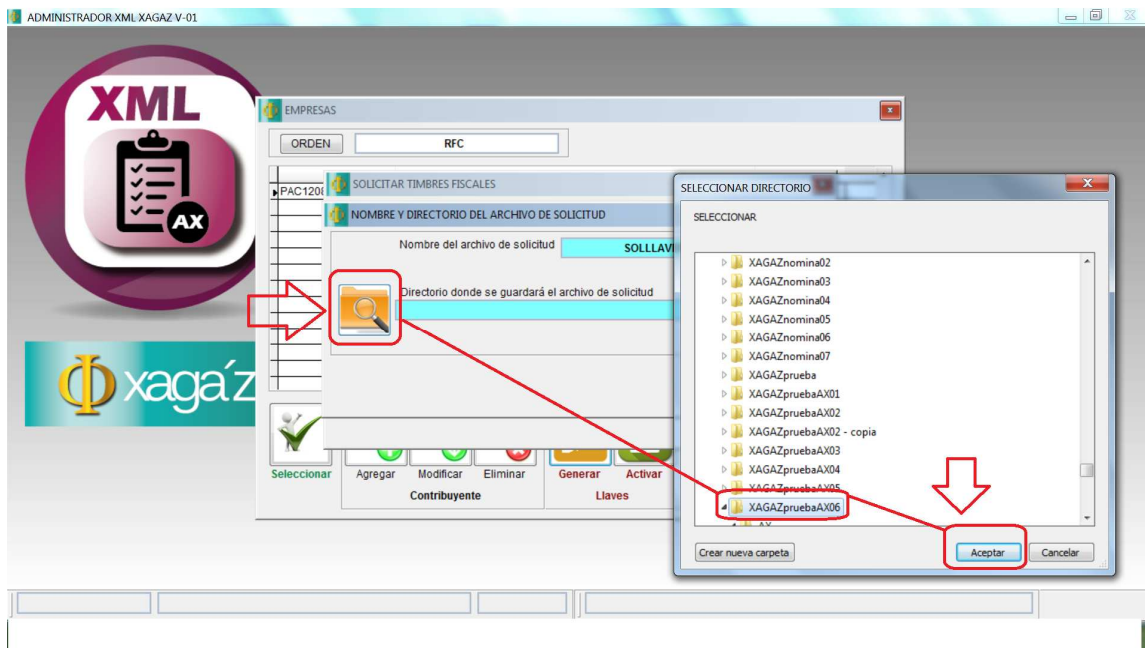 ADMINISTRADOR XML XAGAZ V-01
XML
AX
xagáz
EMPRESAS
ORDEN
RFC
PAC1208
SOLICITAR TIMBRES FISCALES
NOMBRE Y DIRECTORIO DEL ARCHIVO DE SOLICITUD
Nombre del archivo de solicitud
SOLLLAV
Directorio donde se guardará el archivo de solicitud
Seleccionar
Agregar
Modificar
Eliminar
Generar
Activar
Contribuyente
Llaves
SELECCIONAR DIRECTORIO
SELECCIONAR
XAGAZnomina02
XAGAZnomina03
XAGAZnomina04
XAGAZnomina05
XAGAZnomina06
XAGAZnomina07
XAGAZprueba
XAGAZpruebaAX01
XAGAZpruebaAX02
XAGAZpruebaAX02 - copia
XAGAZpruebaAX03
XAGAZpruebaAX04
XAGAZpruebaAX05
XAGAZpruebaAX06
AX
Crear nueva carpeta
Aceptar
Cancelar